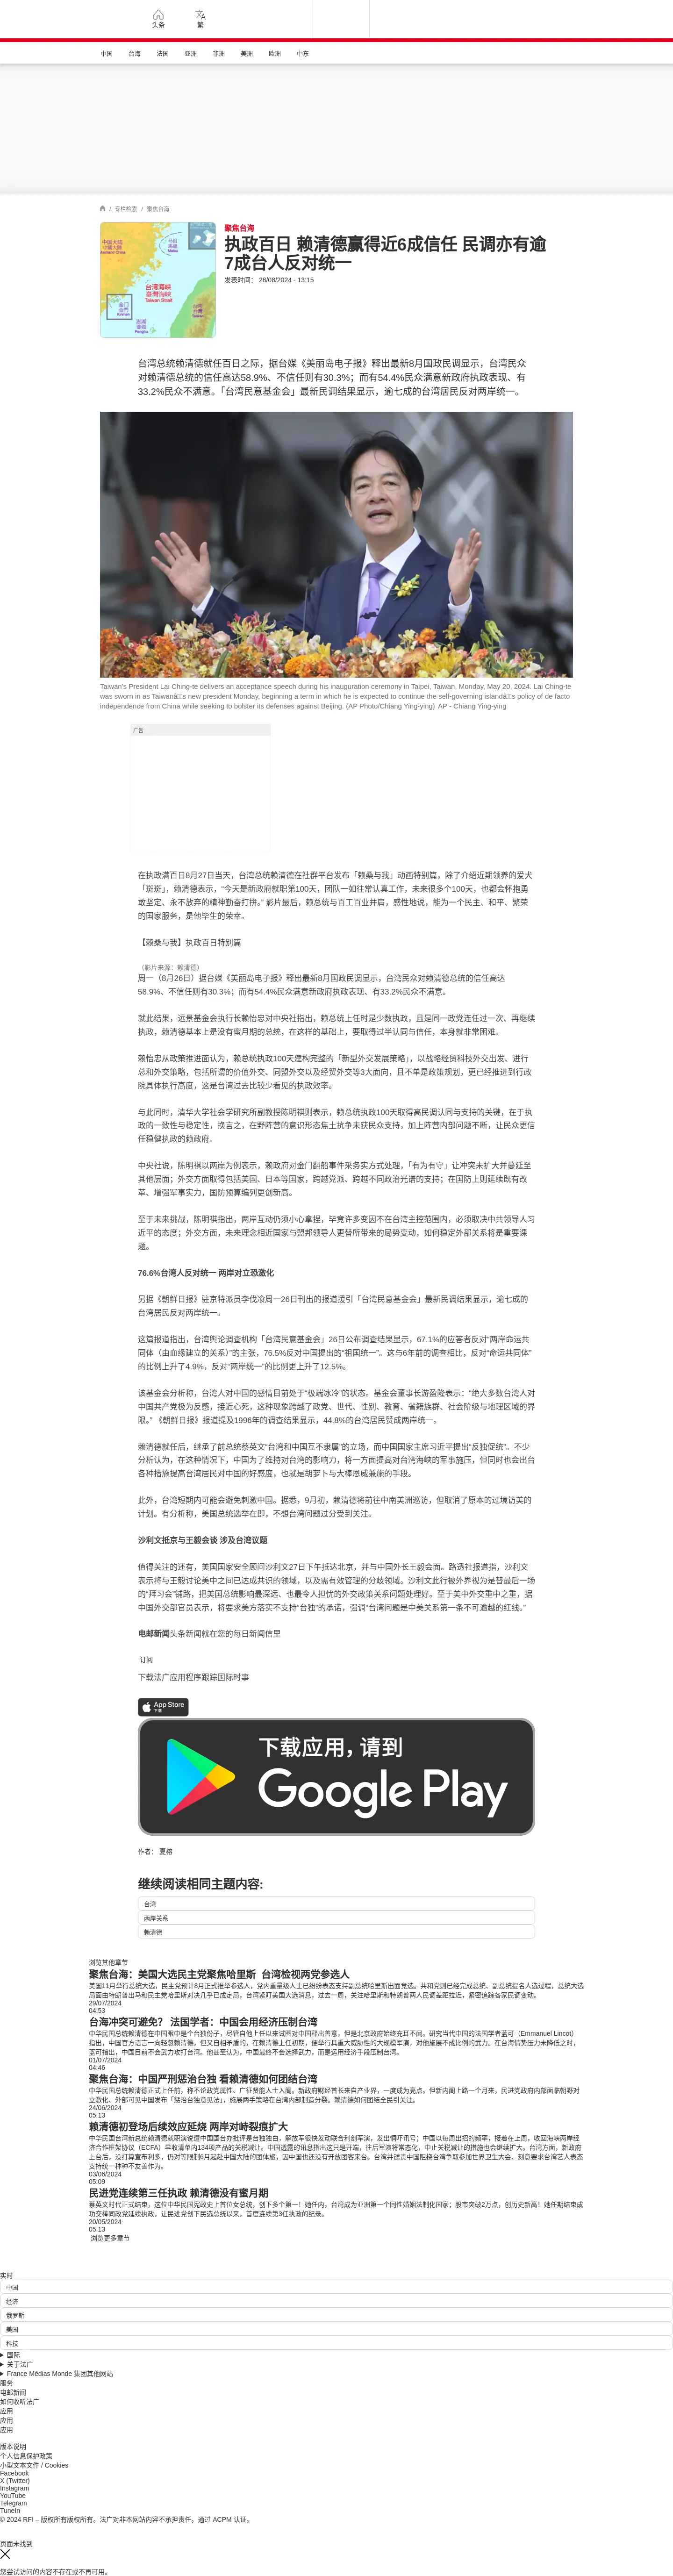 头条
繁
中国 台海 法国 亚洲 非洲 美洲 欧洲 中东
/ 专栏检索 / 聚焦台海
中国大陆
Mainland China
马祖
Matsu
台湾海峡
臺灣海峽
Taiwan Strait
金门
金門
Kinmen
澎湖
Penghu
聚焦台海
执政百日 赖清德赢得近6成信任 民调亦有逾
7成台人反对统一
发表时间： 28/08/2024 - 13:15
台湾总统赖清德就任百日之际，据台媒《美丽岛电子报》释出最新8月国政民调显示，台湾民众
对赖清德总统的信任高达58.9%、不信任则有30.3%；而有54.4%民众满意新政府执政表现、有
33.2%民众不满意。「台湾民意基金会」最新民调结果显示，逾七成的台湾居民反对两岸统一。
Taiwan's President Lai Ching-te delivers an acceptance speech during his inauguration ceremony in Taipei, Taiwan, Monday, May 20, 2024. Lai Ching-te
was sworn in as Taiwanâs new president Monday, beginning a term in which he is expected to continue the self-governing islandâs policy of de facto
independence from China while seeking to bolster its defenses against Beijing. (AP Photo/Chiang Ying-ying) AP - Chiang Ying-ying
广告
在执政满百日8月27日当天，台湾总统赖清德在社群平台发布「赖桑与我」动画特别篇，除了介绍近期领养的爱犬
「斑斑」，赖清德表示，"今天是新政府就职第100天，团队一如往常认真工作，未来很多个100天，也都会怀抱勇
敢坚定、永不放弃的精神勤奋打拼。" 影片最后，赖总统与百工百业并肩，感性地说，能为一个民主、和平、繁荣
的国家服务，是他毕生的荣幸。
【赖桑与我】执政百日特别篇
（影片来源：赖清德）
周一（8月26日）据台媒《美丽岛电子报》释出最新8月国政民调显示，台湾民众对赖清德总统的信任高达
58.9%、不信任则有30.3%；而有54.4%民众满意新政府执政表现、有33.2%民众不满意。
就此结果，远景基金会执行长赖怡忠对中央社指出，赖总统上任时是少数执政，且是同一政党连任过一次、再继续
执政，赖清德基本上是没有蜜月期的总统，在这样的基础上，要取得过半认同与信任，本身就非常困难。
赖怡忠从政策推进面认为，赖总统执政100天建构完整的「新型外交发展策略」，以战略经贸科技外交出发、进行
总和外交策略，包括所谓的价值外交、同盟外交以及经贸外交等3大面向，且不单是政策规划，更已经推进到行政
院具体执行高度，这是台湾过去比较少看见的执政效率。
与此同时，清华大学社会学研究所副教授陈明祺则表示，赖总统执政100天取得高民调认同与支持的关键，在于执
政的一致性与稳定性，换言之，在野阵营的意识形态焦土抗争未获民众支持，加上阵营内部问题不断，让民众更信
任稳健执政的赖政府。
中央社说，陈明祺以两岸为例表示，赖政府对金门翻船事件采务实方式处理，「有为有守」让冲突未扩大并蔓延至
其他层面；外交方面取得包括美国、日本等国家，跨越党派、跨越不同政治光谱的支持；在国防上则延续既有改
革、增强军事实力，国防预算编列更创新高。
至于未来挑战，陈明祺指出，两岸互动仍须小心拿捏，毕竟许多变因不在台湾主控范围内，必须取决中共领导人习
近平的态度；外交方面，未来理念相近国家与盟邦领导人更替所带来的局势变动，如何稳定外部关系将是重要课
题。
76.6%台湾人反对统一 两岸对立恐激化
另据《朝鲜日报》驻京特派员李伐准周一26日刊出的报道援引「台湾民意基金会」最新民调结果显示，逾七成的
台湾居民反对两岸统一。
这篇报道指出，台湾舆论调查机构「台湾民意基金会」26日公布调查结果显示，67.1%的应答者反对"两岸命运共
同体（由血缘建立的关系）"的主张，76.5%反对中国提出的"祖国统一"。这与6年前的调查相比，反对"命运共同体"
的比例上升了4.9%，反对"两岸统一"的比例更上升了12.5%。
该基金会分析称，台湾人对中国的感情目前处于"极端冰冷"的状态。基金会董事长游盈隆表示："绝大多数台湾人对
中国共产党极为反感，接近心死，这种现象跨越了政党、世代、性别、教育、省籍族群、社会阶级与地理区域的界
限。" 《朝鲜日报》报道提及1996年的调查结果显示，44.8%的台湾居民赞成两岸统一。
赖清德就任后，继承了前总统蔡英文"台湾和中国互不隶属"的立场，而中国国家主席习近平提出"反独促统"。不少
分析认为，在这种情况下，中国为了维持对台湾的影响力，将一方面提高对台湾海峡的军事施压，但同时也会出台
各种措施提高台湾居民对中国的好感度，也就是胡萝卜与大棒恩威兼施的手段。
此外，台湾短期内可能会避免刺激中国。据悉，9月初，赖清德将前往中南美洲巡访，但取消了原本的过境访美的
计划。有分析称，美国总统选举在即，不想台湾问题过分受到关注。
沙利文抵京与王毅会谈 涉及台湾议题
值得关注的还有，美国国家安全顾问沙利文27日下午抵达北京，并与中国外长王毅会面。路透社报道指，沙利文
表示将与王毅讨论美中之间已达成共识的领域，以及需有效管理的分歧领域。沙利文此行被外界视为是替最后一场
的"拜习会"铺路，把美国总统影响最深远、也最令人担忧的外交政策关系问题处理好。至于美中外交重中之重，据
中国外交部官员表示，将要求美方落实不支持"台独"的承诺，强调"台湾问题是中美关系第一条不可逾越的红线。"
电邮新闻头条新闻就在您的每日新闻信里
订阅
下载法广应用程序跟踪国际时事
App Store
下载
下载应用，请到
Google Play
作者： 夏榕
继续阅读相同主题内容:
台湾
两岸关系
赖清德
浏览其他章节
聚焦台海：美国大选民主党聚焦哈里斯 台湾检视两党参选人
美国11月举行总统大选，民主党预计8月正式推举参选人，党内重量级人士已纷纷表态支持副总统哈里斯出面竞选。共和党则已经完成总统、副总统提名人选过程，总统大选
局面由特朗普出马和民主党哈里斯对决几乎已成定局，台湾紧盯美国大选消息，过去一周，关注哈里斯和特朗普两人民调差距拉近，紧密追踪各家民调变动。
29/07/2024
04:53
台海冲突可避免？ 法国学者：中国会用经济压制台湾
中华民国总统赖清德在中国眼中是个台独份子，尽管自他上任以来试图对中国释出善意，但是北京政府始终充耳不闻。研究当代中国的法国学者蓝可（Emmanuel Lincot）
指出，中国官方语言一向轻忽赖清德，但又自相矛盾的，在赖清德上任初期，便举行具重大威胁性的大规模军演，对他施展不成比例的武力。在台海情势压力未降低之时，
蓝可指出，中国目前不会武力攻打台湾。他甚至认为，中国最终不会选择武力，而是运用经济手段压制台湾。
01/07/2024
04:46
聚焦台海：中国严刑惩治台独 看赖清德如何团结台湾
中华民国总统赖清德正式上任前，称不论政党属性、广征贤能人士入阁。新政府财经首长来自产业界，一度成为亮点。但新内阁上路一个月来，民进党政府内部面临朝野对
立激化、外部可见中国发布「惩治台独意见法」，施展两手策略在台湾内部制造分裂。赖清德如何团结全民引关注。
24/06/2024
05:13
赖清德初登场后续效应延烧 两岸对峙裂痕扩大
中华民国台湾新总统赖清德就职演说遭中国国台办批评是台独独白，解放军很快发动联合利剑军演，发出恫吓讯号；中国以每周出招的频率，接着在上周，收回海峡两岸经
济合作框架协议（ECFA）早收清单内134项产品的关税减让。中国透露的讯息指出这只是开端，往后军演将常态化，中止关税减让的措施也会继续扩大。台湾方面，新政府
上台后，没打算宣布利多，仍对等限制6月起赴中国大陆的团体旅，因中国也还没有开放团客来台。台湾并谴责中国阻挠台湾争取参加世界卫生大会、刻意要求台湾艺人表态
支持统一种种不友善作为。
03/06/2024
05:09
民进党连续第三任执政 赖清德没有蜜月期
蔡英文时代正式结束，这位中华民国宪政史上首位女总统，创下多个第一！她任内，台湾成为亚洲第一个同性婚姻法制化国家；股市突破2万点，创历史新高！她任期结束成
功交棒同政党延续执政，让民进党创下民选总统以来，首度连续第3任执政的纪录。
20/05/2024
05:13
浏览更多章节
实时
中国
经济
俄罗斯
美国
科技
国际
关于法广
France Médias Monde 集团其他网站
服务
电邮新闻
如何收听法广
应用
应用
应用
版本说明
个人信息保护政策
小型文本文件 / Cookies
Facebook
X (Twitter)
Instagram
YouTube
Telegram
TuneIn
© 2024 RFI – 版权所有版权所有。法广对非本网站内容不承担责任。通过 ACPM 认证。
页面未找到
您尝试访问的内容不存在或不再可用。